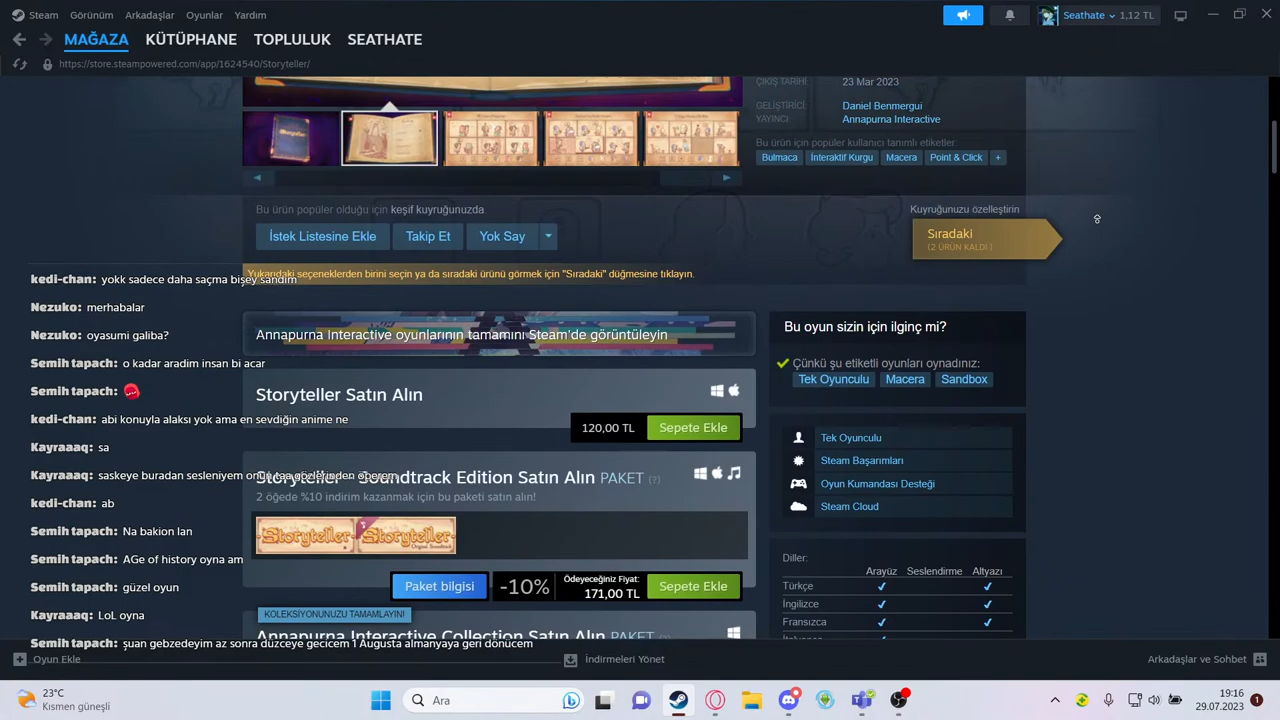 Steam Görünüm Arkadaşlar Oyunlar Yardım
Seathate 1,12 TL
MAĞAZA KÜTÜPHANE TOPLULUK SEATHATE
https://store.steampowered.com/app/1624540/Storyteller/
ÇIKIŞ TARİHİ: 23 Mar 2023
GELİŞTİRİCİ Daniel Benmergui
YAYINCI: Annapurna Interactive
Bu ürün için popüler kullanıcı tanımlı etiketler:
Bulmaca İnteraktif Kurgu Macera Point & Click +
Bu ürün popüler olduğu için keşif kuyruğunuzda
Kuyruğunuzu özelleştirin
İstek Listesine Ekle Takip Et Yok Say
Sıradaki
(2 ÜRÜN KALDI )
Yukarıdaki seçeneklerden birini seçin ya da sıradaki ürünü görmek için "Sıradaki" düğmesine tıklayın.
kedi-chan: yokk sadece daha saçma bişey sandım
Nezuko: merhabalar
Nezuko: oyasumi galiba?
Semih tapach: o kadar aradim insan bi acar
Semih tapach:
kedi-chan: abi konuyla alaksı yok ama en sevdiğin anime ne
Kayraaaq: sa
Kayraaaq: saskeye buradan sesleniyem onun taa gözlerinden öperem
kedi-chan: ab
Semih tapach: Na bakion lan
Semih tapach: AGe of history oyna am
Semih tapach: güzel oyun
Kayraaaq: LoL oyna
Semih tapach: şuan gebzedeyim az sonra düzceye gecicem 1 Augusta almanyaya geri dönücem
Annapurna Interactive oyunlarının tamamını Steam'de görüntüleyin
Storyteller Satın Alın
120,00 TL Sepete Ekle
Storyteller - Soundtrack Edition Satın Alın PAKET (?)
2 öğede %10 indirim kazanmak için bu paketi satın alın!
Storyteller Storyteller
Original Soundtrack
Paket bilgisi -10% Ödeyeceğiniz Fiyat: 171,00 TL Sepete Ekle
KOLEKSİYONUNUZU TAMAMLAYIN!
Annapurna Interactive Collection Satın Alın PAKET (?)
Bu oyun sizin için ilginç mi?
Çünkü şu etiketli oyunları oynadınız:
Tek Oyunculu Macera Sandbox
Tek Oyunculu
Steam Başarımları
Oyun Kumandası Desteği
Steam Cloud
Diller:
Arayüz Seslendirme Altyazı
Türkçe ✔ ✔
İngilizce ✔ ✔
Fransızca ✔ ✔
İtalyanca
Oyun Ekle İndirmeleri Yönet Arkadaşlar ve Sohbet
23°C
Kısmen güneşli
Ara
19:16
29.07.2023
1